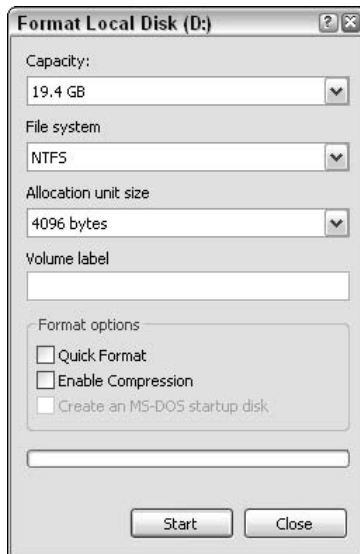 Format Local Disk (D:)
Capacity:
19.4 GB
File system
NTFS
Allocation unit size
4096 bytes
Volume label
Format options
Quick Format
Enable Compression
Create an MS-DOS startup disk
Start Close